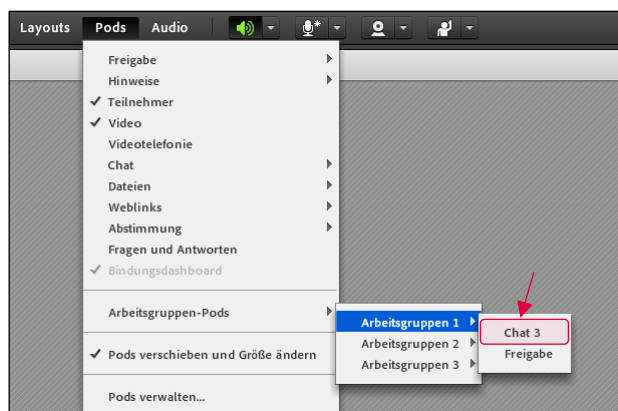 Layouts Pods Audio
Freigabe
Hinweise
Teilnehmer
Video
Videotelefonie
Chat
Dateien
Weblinks
Abstimmung
Fragen und Antworten
Bindungsdashboard
Arbeitsgruppen-Pods
Arbeitsgruppen 1
Chat 3
Arbeitsgruppen 2
Freigabe
Pods verschieben und Größe ändern
Arbeitsgruppen 3
Pods verwalten...